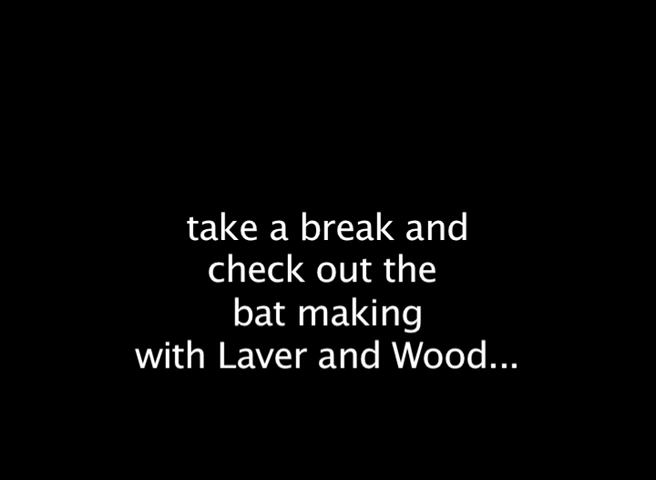 take a break and
check out the
bat making
with Laver and Wood...